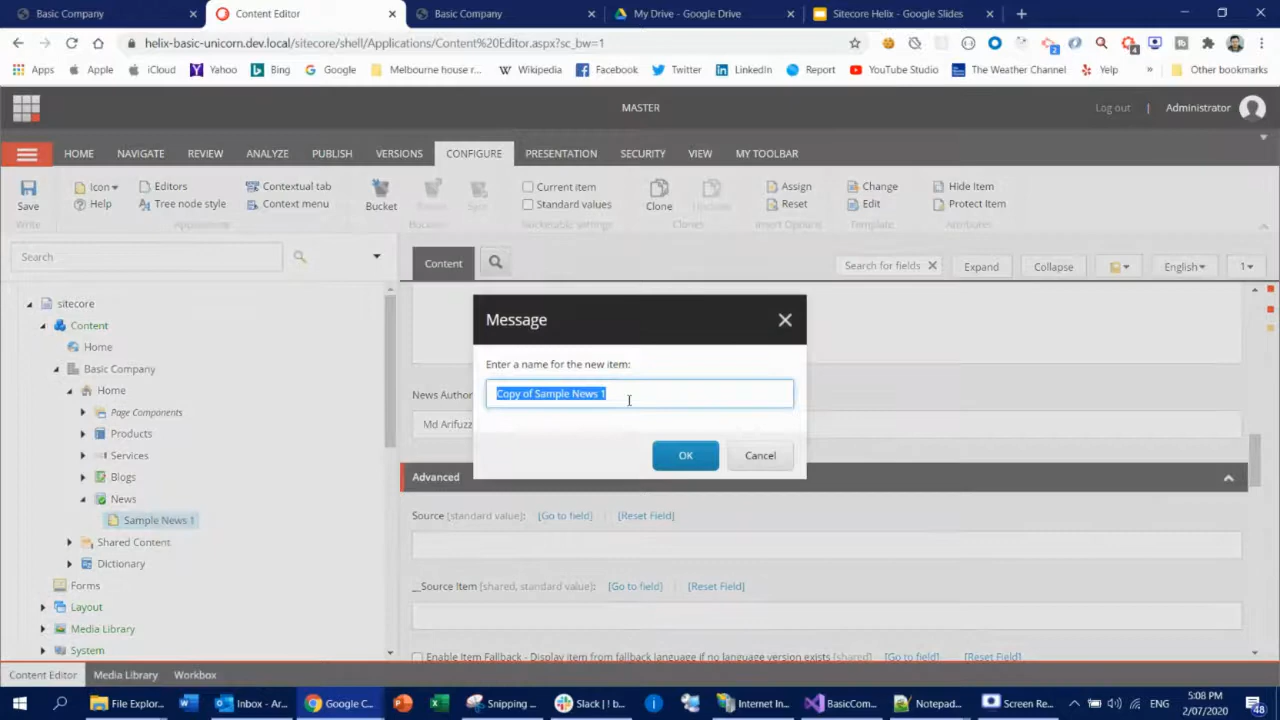 Basic Company
Content Editor
Basic Company
My Drive - Google Drive
Sitecore Helix - Google Slides
helix-basic-unicorn.dev.local/sitecore/shell/Applications/Content%20Editor.aspx?sc_bw=1
Apps
Apple
iCloud
Yahoo
Bing
Google
Melbourne house r...
Wikipedia
Facebook
Twitter
LinkedIn
Report
YouTube Studio
The Weather Channel
Yelp
»
Other bookmarks
MASTER
Log out
|
Administrator
HOME
NAVIGATE
REVIEW
ANALYZE
PUBLISH
VERSIONS
CONFIGURE
PRESENTATION
SECURITY
VIEW
MY TOOLBAR
Save
Write
Icon
Help
Editors
Tree node style
Contextual tab
Context menu
Bucket
Current item
Standard values
Bucketable settings
Clone
Clones
Assign
Reset
Insert Options
Change
Edit
Template
Hide Item
Protect Item
Attributes
Search
Content
Search for fields
Expand
Collapse
English
1
sitecore
Content
Home
Basic Company
Home
Page Components
Products
Services
Blogs
News
Sample News 1
Shared Content
Dictionary
Forms
Layout
Media Library
System
Message
Enter a name for the new item:
Copy of Sample News 1
OK
Cancel
News Author
Md Arifuzz
Advanced
Source [standard value]: [Go to field] | [Reset Field]
__Source Item [shared, standard value]: [Go to field] | [Reset Field]
Enable Item Fallback - Display item from fallback language if no language version exists [shared] [Go to field] [Reset Field]
Content Editor
Media Library
Workbox
File Explor...
Inbox - Ar...
Google C...
Snipping ...
Slack | ! b...
Internet In...
BasicCom...
Notepad...
Screen Re...
ENG
5:08 PM
2/07/2020
48